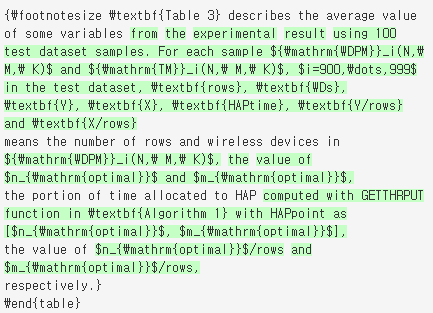 {₩footnotesize ₩textbf{Table 3} describes the average value
of some variables from the experimental result using 100
test dataset samples. For each sample ${₩mathrm{WDPM}}_i(N,₩
M,₩ K)$ and ${₩mathrm{TM}}_i(N,₩ M,₩ K)$, $i=900,₩dots,999$
in the test dataset, ₩textbf{rows}, ₩textbf{WDs},
₩textbf{Y}, ₩textbf{X}, ₩textbf{HAPtime}, ₩textbf{Y/rows}
and ₩textbf{X/rows}
means the number of rows and wireless devices in
${₩mathrm{WDPM}}_i(N,₩ M,₩ K)$, the value of
$n_{₩mathrm{optimal}}$ and $m_{₩mathrm{optimal}}$,
the portion of time allocated to HAP computed with GETTHRPUT
function in ₩textbf{Algorithm 1} with HAPpoint as
[$n_{₩mathrm{optimal}}$, $m_{₩mathrm{optimal}}$],
the value of $n_{₩mathrm{optimal}}$/rows and
$m_{₩mathrm{optimal}}$/rows,
respectively.}
₩end{table}